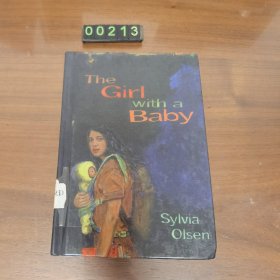 00213
The
Girl
with a
Baby
Sylvia
Olsen